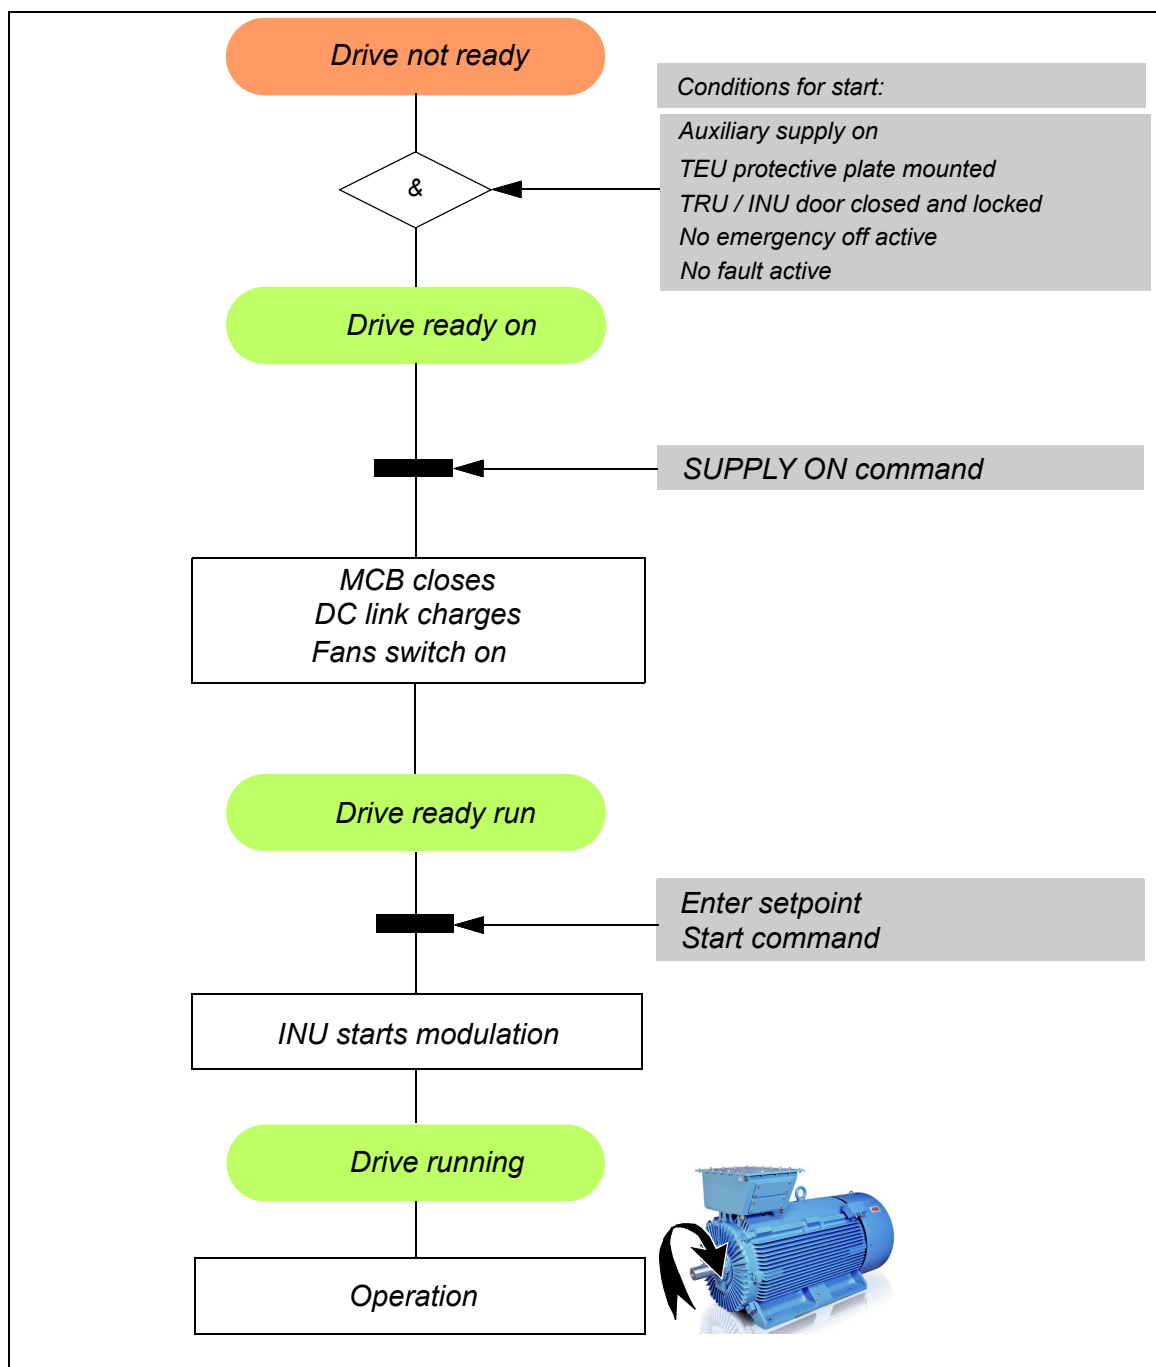 Drive not ready
Conditions for start:
Auxiliary supply on
&
TEU protective plate mounted
TRU / INU door closed and locked
No emergency off active
No fault active
Drive ready on
SUPPLY ON command
MCB closes
DC link charges
Fans switch on
Drive ready run
Enter setpoint
Start command
INU starts modulation
Drive running
Operation